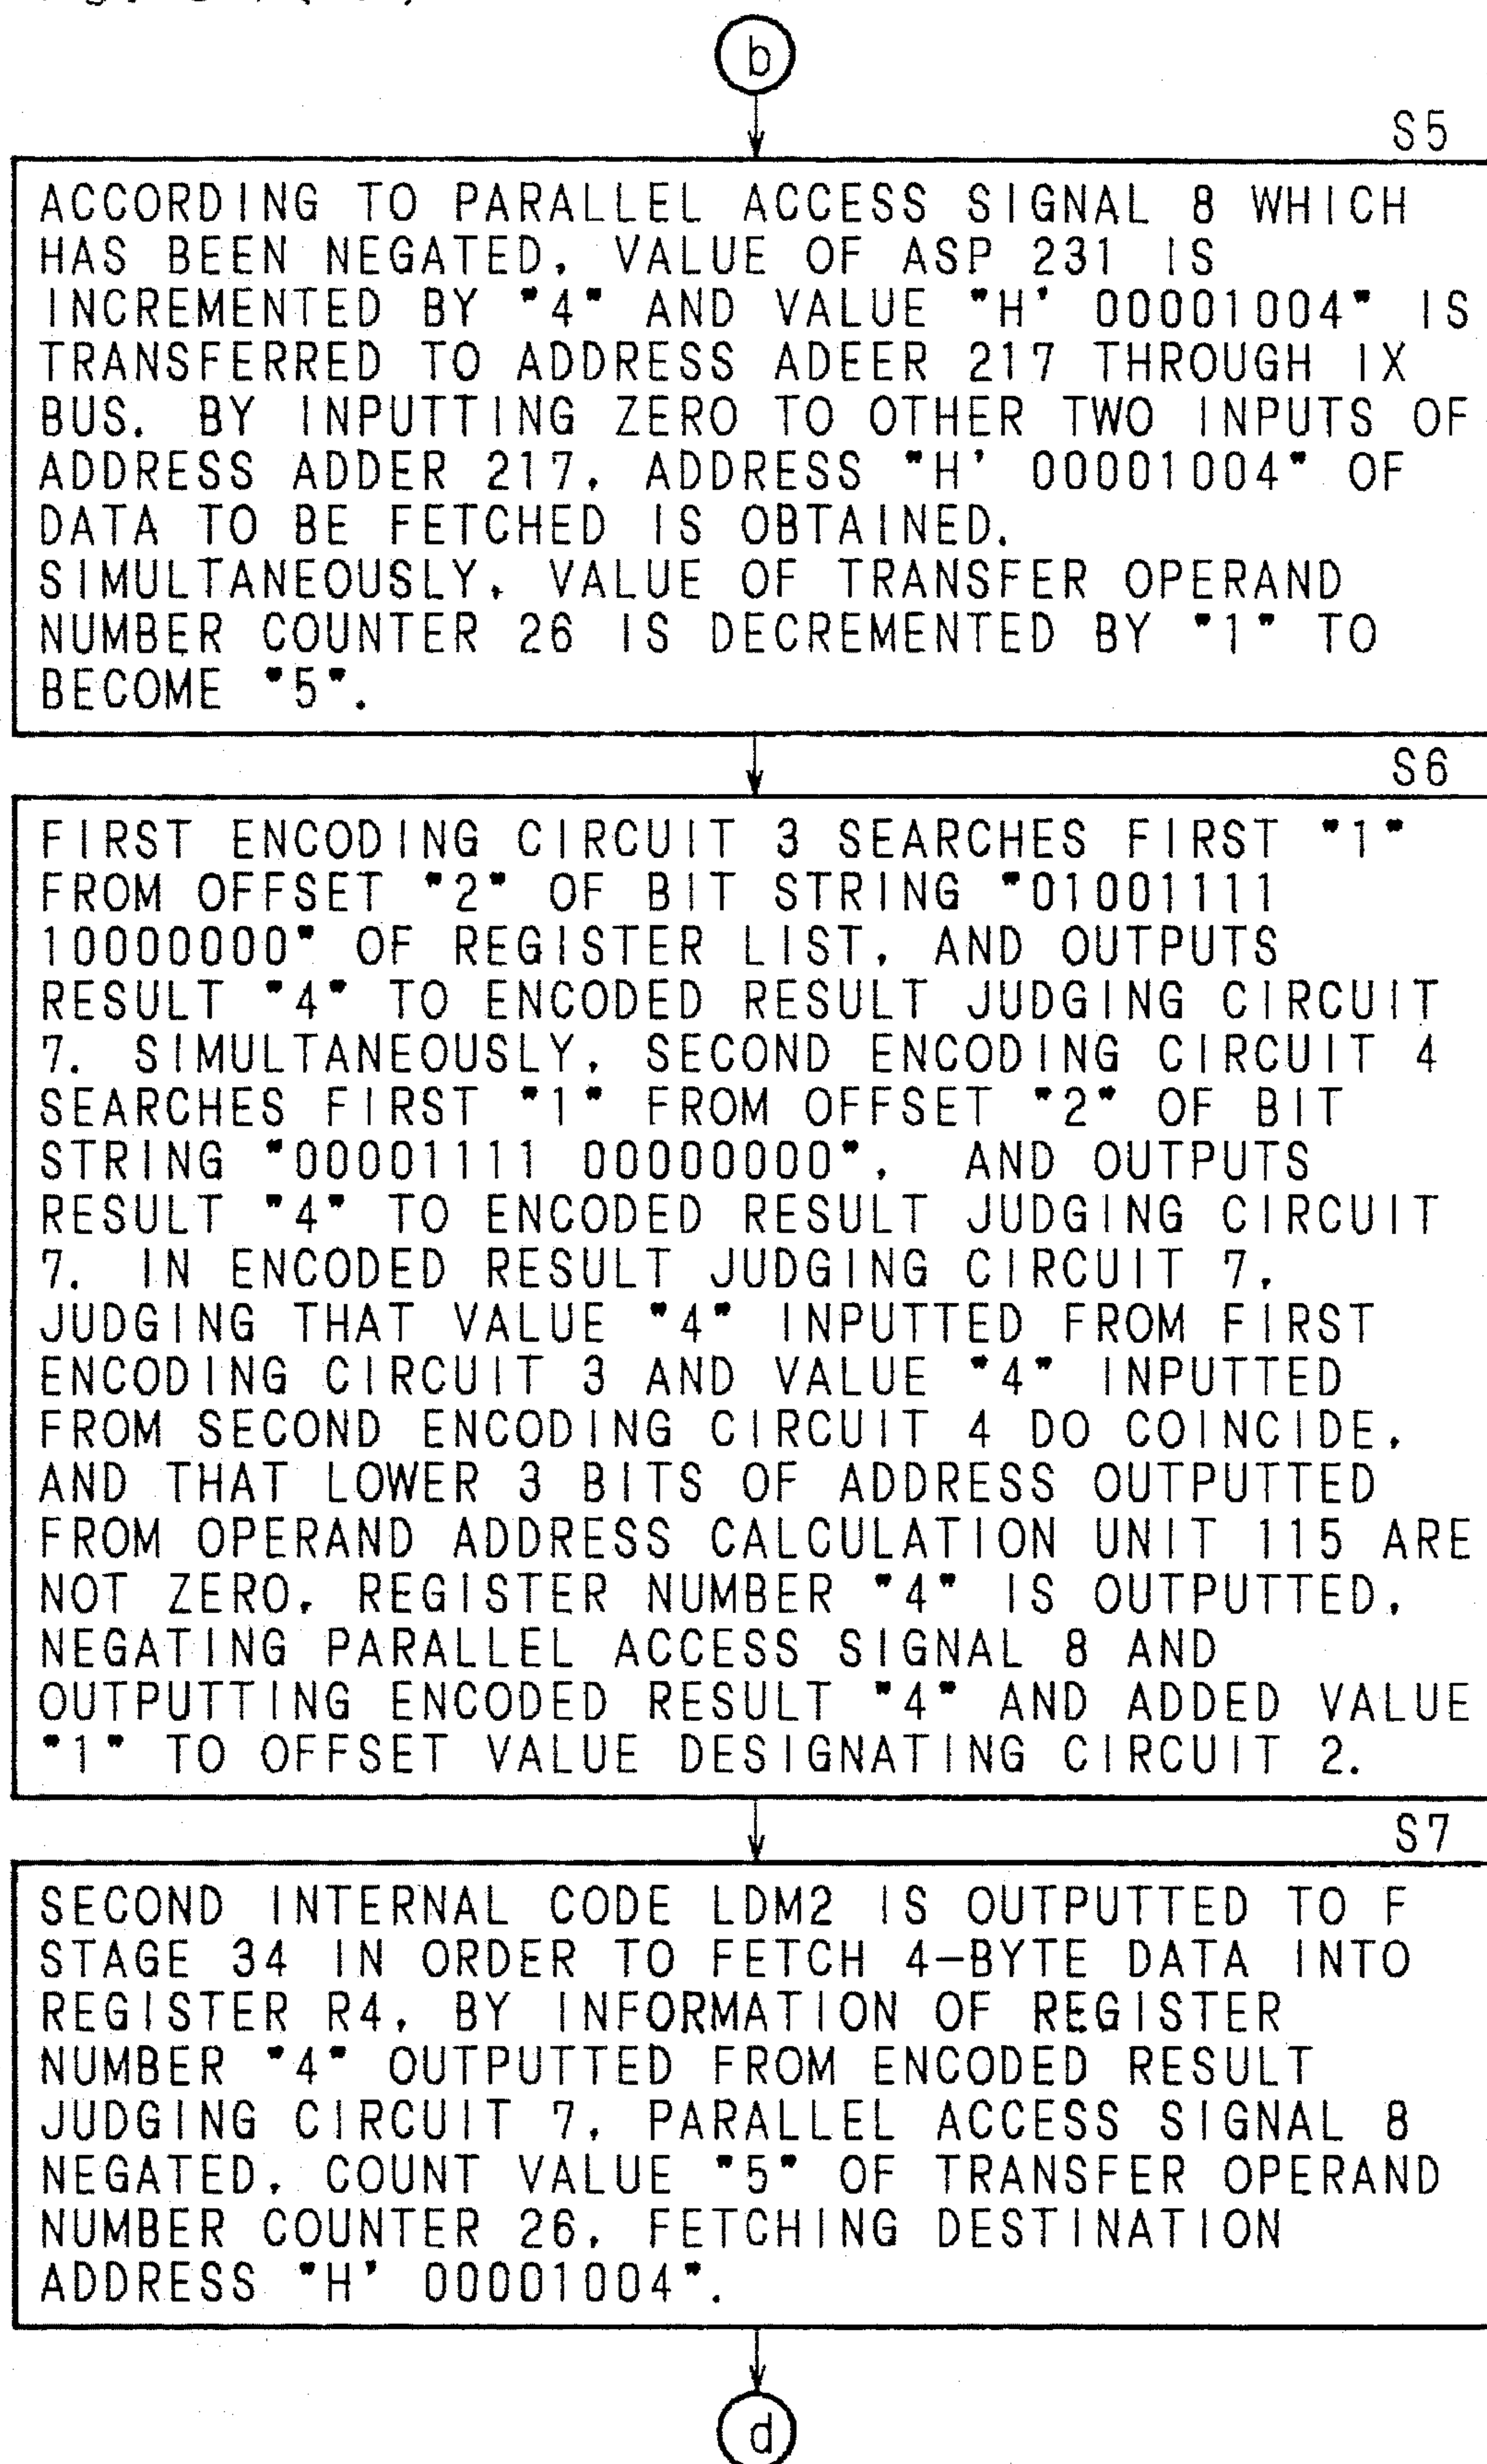 b
S5
ACCORDING TO PARALLEL ACCESS SIGNAL 8 WHICH
HAS BEEN NEGATED, VALUE OF ASP 231 IS
INCREMENTED BY "4" AND VALUE "H' 00001004" IS
TRANSFERRED TO ADDRESS ADEER 217 THROUGH IX
BUS. BY INPUTTING ZERO TO OTHER TWO INPUTS OF
ADDRESS ADDER 217, ADDRESS "H' 00001004" OF
DATA TO BE FETCHED IS OBTAINED.
SIMULTANEOUSLY, VALUE OF TRANSFER OPERAND
NUMBER COUNTER 26 IS DECREMENTED BY "1" TO
BECOME "5".
S6
FIRST ENCODING CIRCUIT 3 SEARCHES FIRST "1"
FROM OFFSET "2" OF BIT STRING "01001111
10000000" OF REGISTER LIST, AND OUTPUTS
RESULT "4" TO ENCODED RESULT JUDGING CIRCUIT
7. SIMULTANEOUSLY, SECOND ENCODING CIRCUIT 4
SEARCHES FIRST "1" FROM OFFSET "2" OF BIT
STRING "00001111 00000000", AND OUTPUTS
RESULT "4" TO ENCODED RESULT JUDGING CIRCUIT
7. IN ENCODED RESULT JUDGING CIRCUIT 7,
JUDGING THAT VALUE "4" INPUTTED FROM FIRST
ENCODING CIRCUIT 3 AND VALUE "4" INPUTTED
FROM SECOND ENCODING CIRCUIT 4 DO COINCIDE,
AND THAT LOWER 3 BITS OF ADDRESS OUTPUTTED
FROM OPERAND ADDRESS CALCULATION UNIT 115 ARE
NOT ZERO, REGISTER NUMBER "4" IS OUTPUTTED,
NEGATING PARALLEL ACCESS SIGNAL 8 AND
OUTPUTTING ENCODED RESULT "4" AND ADDED VALUE
"1" TO OFFSET VALUE DESIGNATING CIRCUIT 2.
S7
SECOND INTERNAL CODE LDM2 IS OUTPUTTED TO F
STAGE 34 IN ORDER TO FETCH 4-BYTE DATA INTO
REGISTER R4, BY INFORMATION OF REGISTER
NUMBER "4" OUTPUTTED FROM ENCODED RESULT
JUDGING CIRCUIT 7, PARALLEL ACCESS SIGNAL 8
NEGATED, COUNT VALUE "5" OF TRANSFER OPERAND
NUMBER COUNTER 26, FETCHING DESTINATION
ADDRESS "H' 00001004".
d